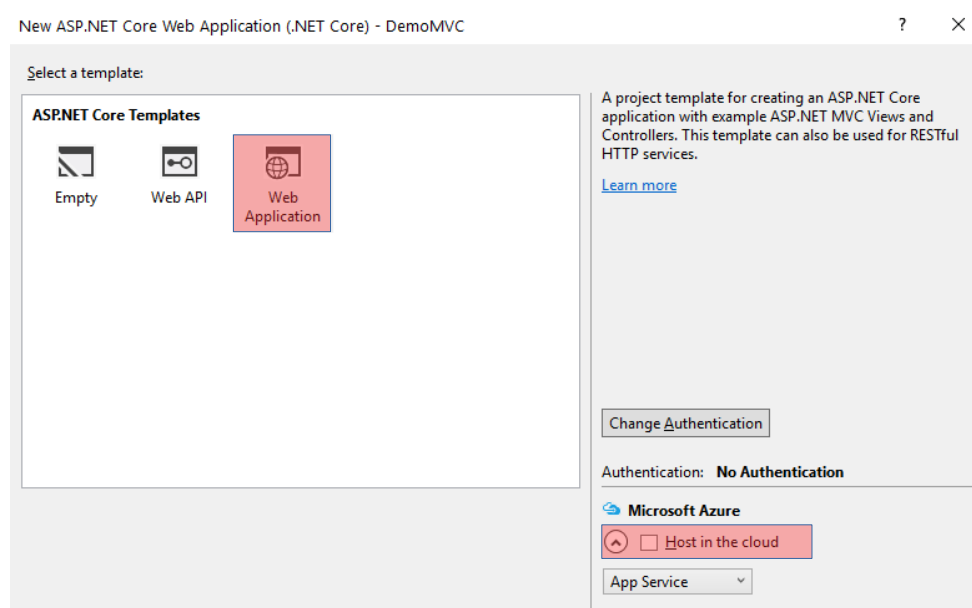 New ASP.NET Core Web Application (.NET Core) - DemoMVC
?
Select a template:
ASP.NET Core Templates
Empty
Web API
Web
Application
A project template for creating an ASP.NET Core
application with example ASP.NET MVC Views and
Controllers. This template can also be used for RESTful
HTTP services.
Learn more
Change Authentication
Authentication: No Authentication
Microsoft Azure
Host in the cloud
App Service